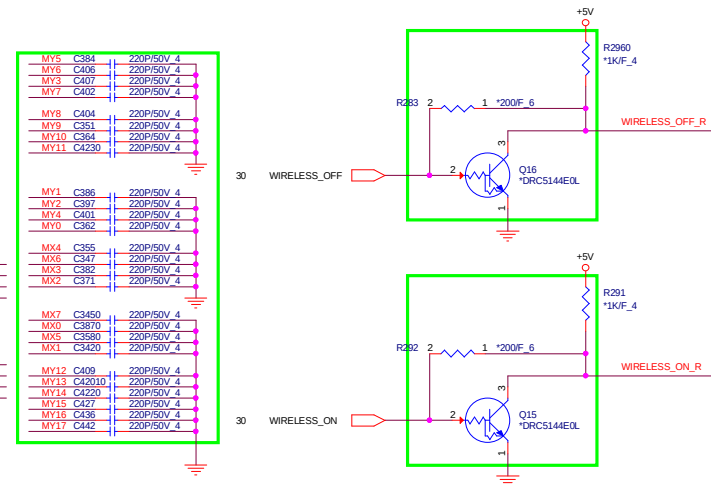 MY5 C384 220P/50V_4
MY6 C406 220P/50V_4
MY3 C407 220P/50V_4
MY7 C402 220P/50V_4
MY8 C404 220P/50V_4
MY9 C351 220P/50V_4
MY10 C364 220P/50V_4
MY11 C4230 220P/50V_4
MY1 C386 220P/50V_4
MY2 C397 220P/50V_4
MY4 C401 220P/50V_4
MY0 C362 220P/50V_4
MX4 C355 220P/50V_4
MX6 C347 220P/50V_4
MX3 C382 220P/50V_4
MX2 C371 220P/50V_4
MX7 C3450 220P/50V_4
MX0 C3870 220P/50V_4
MX5 C3580 220P/50V_4
MX1 C3420 220P/50V_4
MY12 C409 220P/50V_4
MY13 C42010 220P/50V_4
MY14 C4220 220P/50V_4
MY15 C427 220P/50V_4
MY16 C436 220P/50V_4
MY17 C442 220P/50V_4
+5V
R2960
*1K/F_4
R283 2 1 *200/F_6
WIRELESS_OFF_R
3
30 WIRELESS_OFF
2
Q16
*DRC5144E0L
1
+5V
R291
*1K/F_4
R292 2 1 *200/F_6
WIRELESS_ON_R
3
30 WIRELESS_ON
2
Q15
*DRC5144E0L
1